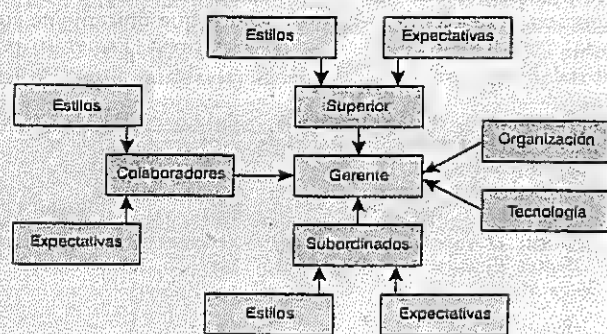 Estilos
Expectativas
Estilos
Superior
Organización
Colaboradores
Gerente
Expectativas
Subordinados
Tecnología
Estilos
Expectativas